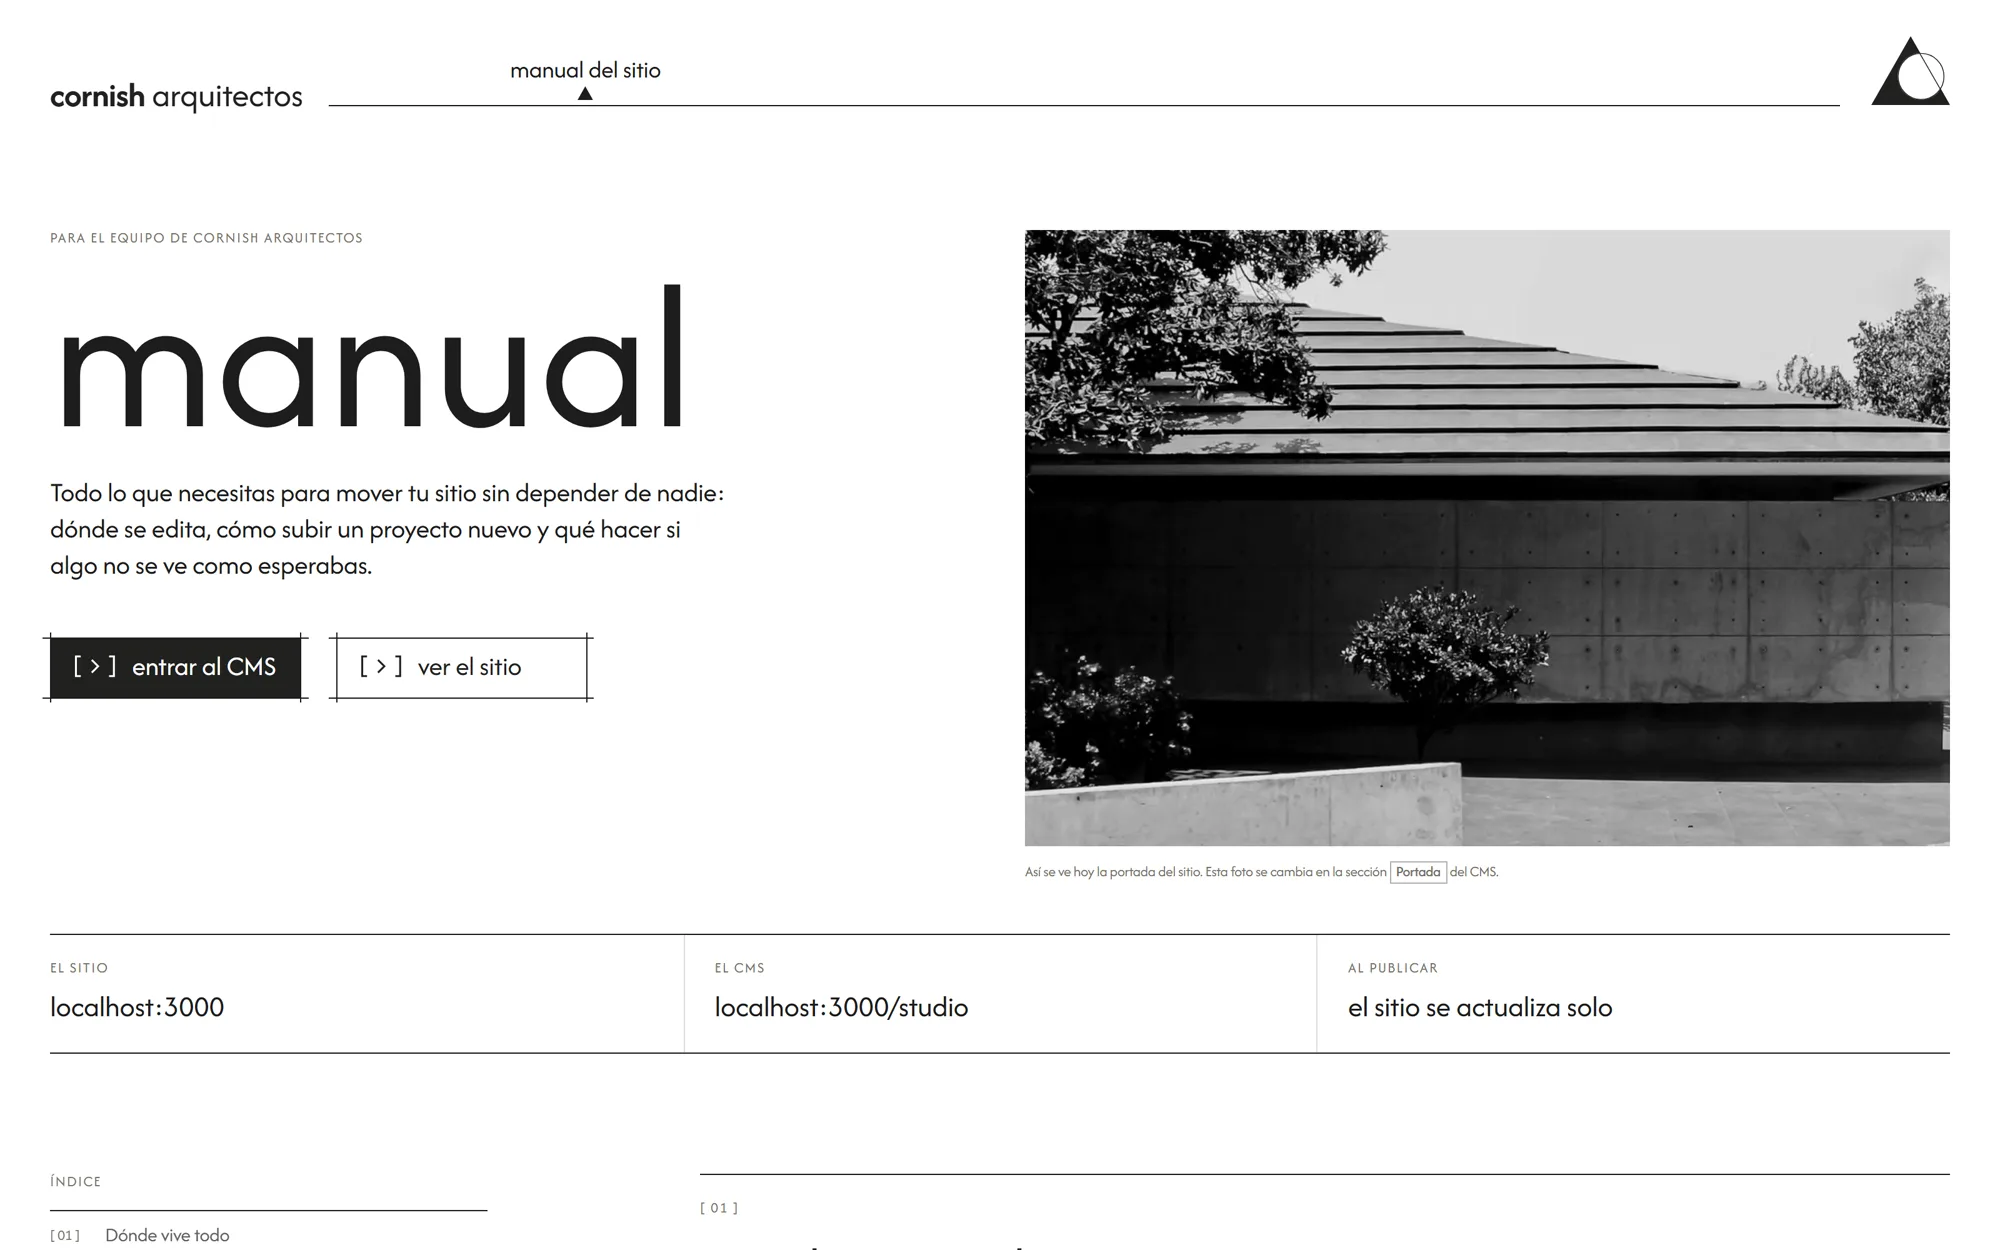 cornish arquitectos
manual del sitio
PARA EL EQUIPO DE CORNISH ARQUITECTOS
manual
Todo lo que necesitas para mover tu sitio sin depender de nadie:
dónde se edita, cómo subir un proyecto nuevo y qué hacer si
algo no se ve como esperabas.
[ > ] entrar al CMS
[ > ] ver el sitio
Así se ve hoy la portada del sitio. Esta foto se cambia en la sección Portada del CMS.
EL SITIO
localhost:3000
EL CMS
localhost:3000/studio
AL PUBLICAR
el sitio se actualiza solo
ÍNDICE
[ 01 ] Dónde vive todo
[ 01 ]